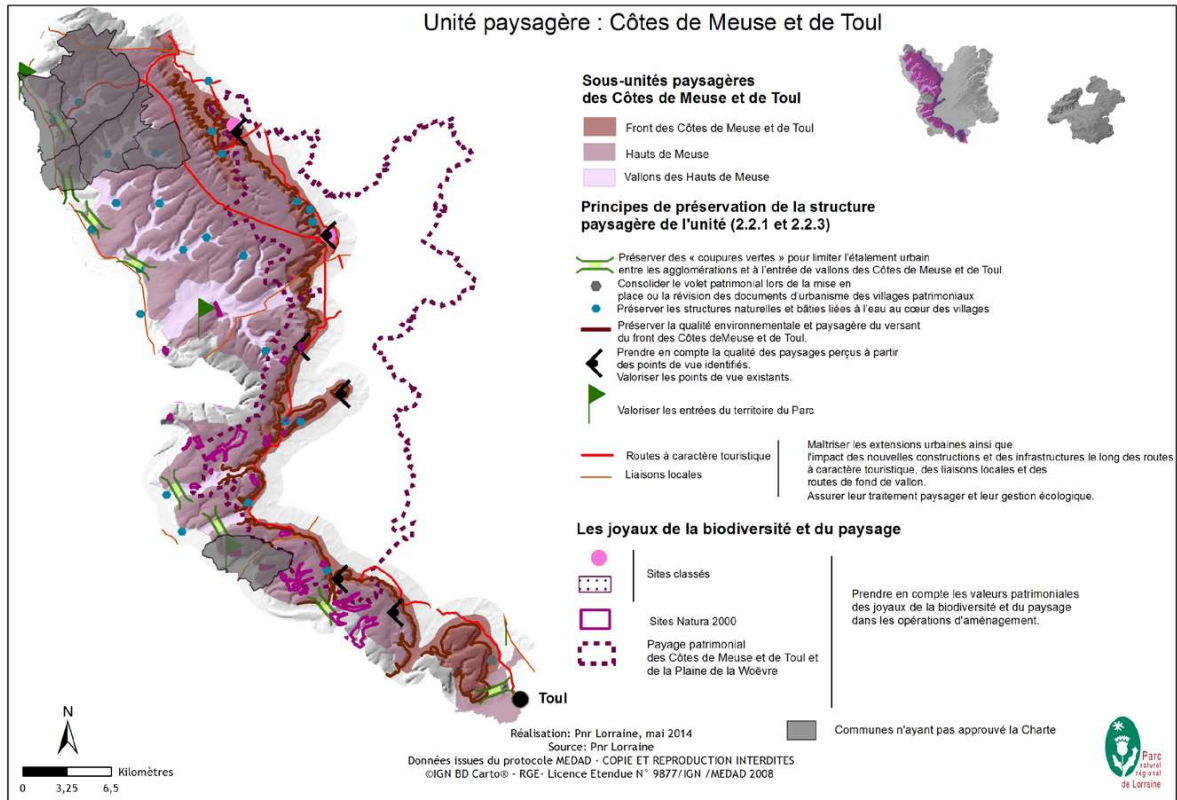 Unité paysagère : Côtes de Meuse et de Toul
Sous-unités paysagères
des Côtes de Meuse et de Toul
Front des Côtes de Meuse et de Toul
Hauts de Meuse
Vallons des Hauts de Meuse
Principes de préservation de la structure
paysagère de l'unité (2.2.1 et 2.2.3)
Préserver des « coupures vertes » pour limiter l'étalement urbain
entre les agglomérations et à l'entrée de vallons des Côtes de Meuse et de Toul.
Consolider le volet patrimonial lors de la mise en
place ou la révision des documents d'urbanisme des villages patrimoniaux
Préserver les structures naturelles et bâties liées à l'eau au cœur des villages
Préserver la qualité environnementale et paysagère du versant
du front des Côtes deMeuse et de Toul.
Prendre en compte la qualité des paysages perçus à partir
des points de vue identifiés.
Valoriser les points de vue existants.
Valoriser les entrées du territoire du Parc
Routes à caractère touristique
Liaisons locales
Maîtriser les extensions urbaines ainsi que
l'impact des nouvelles constructions et des infrastructures le long des routes
à caractère touristique, des liaisons locales et des
routes de fond de vallon.
Assurer leur traitement paysager et leur gestion écologique.
Les joyaux de la biodiversité et du paysage
Sites classés
Sites Natura 2000
Payage patrimonial
des Côtes de Meuse et de Toul et
de la Plaine de la Woëvre
Prendre en compte les valeurs patrimoniales
des joyaux de la biodiversité et du paysage
dans les opérations d'aménagement.
Communes n'ayant pas approuvé la Charte
Toul
N
Kilomètres
0 3,25 6,5
Réalisation: Pnr Lorraine, mai 2014
Source: Pnr Lorraine
Données issues du protocole MEDAD - COPIE ET REPRODUCTION INTERDITES
©IGN BD Carto® - RGE- Licence Etendue N° 9877/IGN /MEDAD 2008
Parc
naturel
régional
de Lorraine